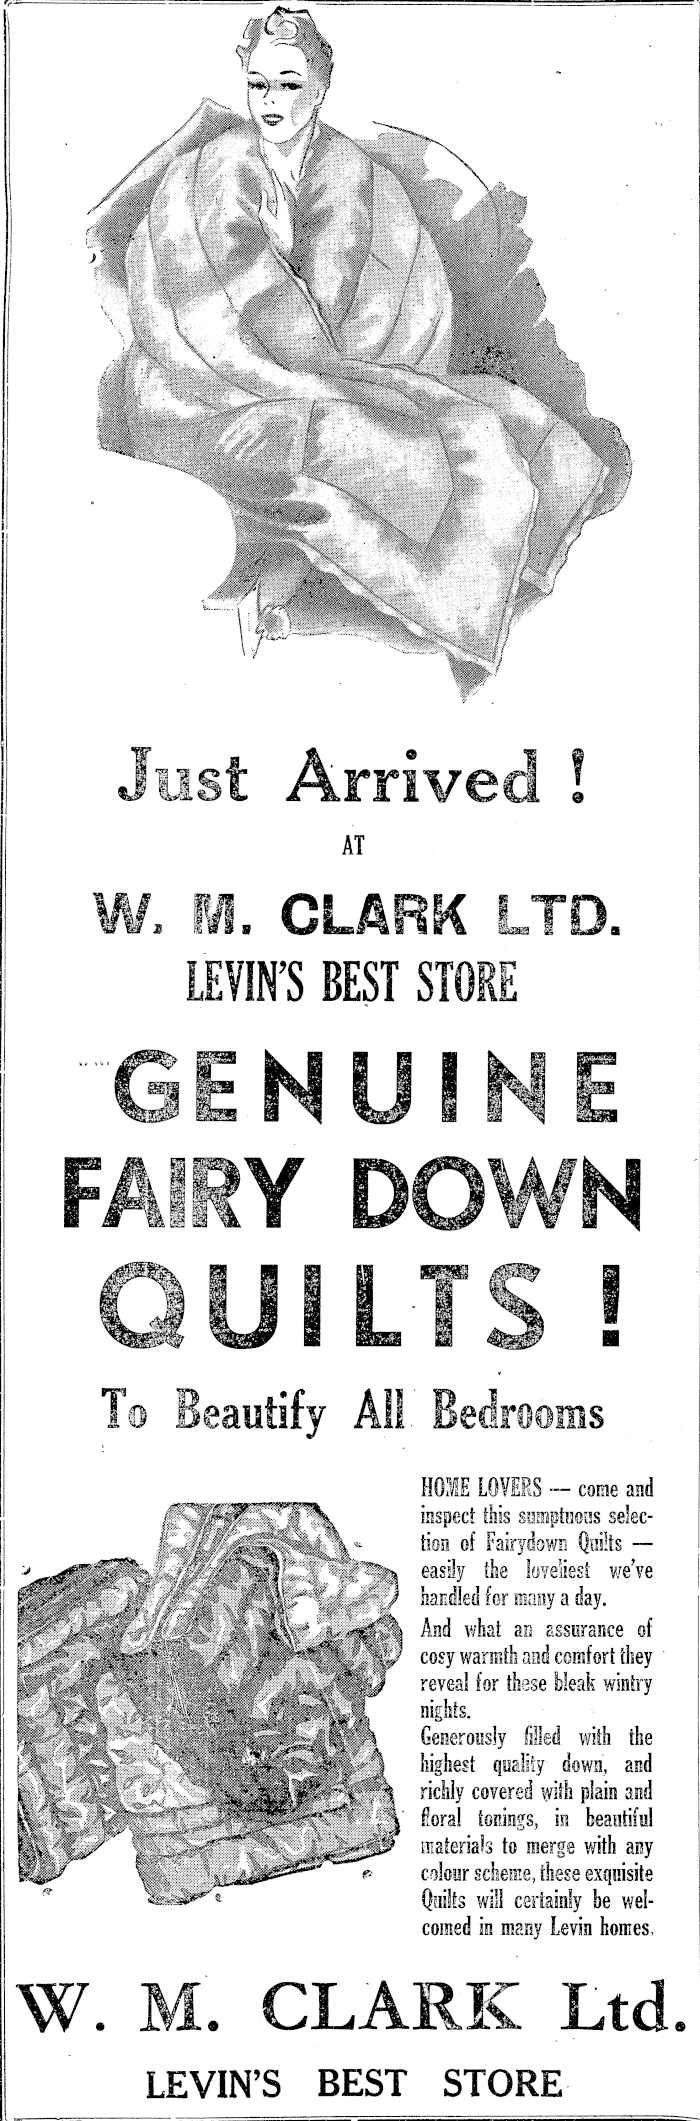 Just Arrived !
AT
W. M. CLARK LTD.
LEVIN'S BEST STORE
GENUINE
FAIRY DOWN
QUILTS !
To Beautify All Bedrooms
HOME LOVERS — come and
inspect this sumptuous selec-
tion of Fairydown Quilts —
easily the loveliest we've
handled for many a day.
And what an assurance of
cosy warmth and comfort they
reveal for these bleak wintry
nights.
Generously filled with the
highest quality down, and
richly covered with plain and
floral tonings, in beautiful
materials to merge with any
colour scheme, these exquisite
Quilts will certainly be wel-
comed in many Levin homes.
W. M. CLARK Ltd.
LEVIN'S BEST STORE